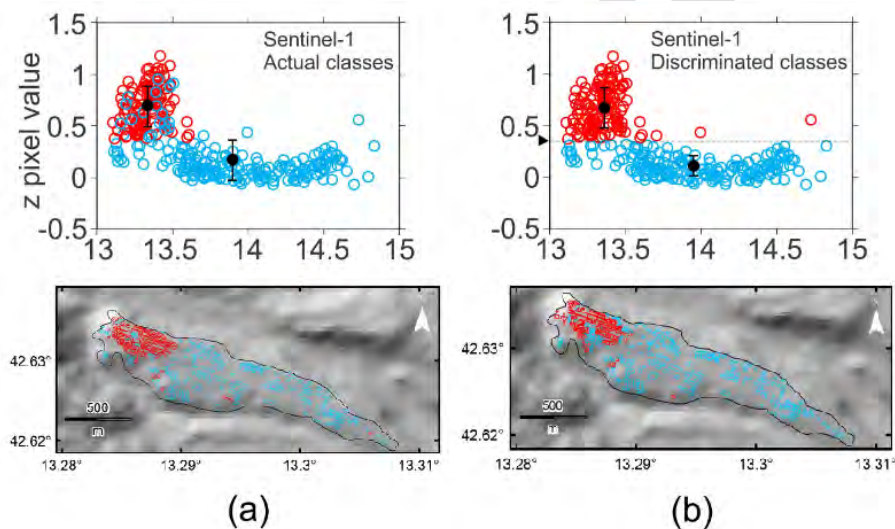 1.5
1
0.5
0
-0.5
z pixel value
Sentinel-1
Actual classes
13 13.5 14 14.5 15
1.5
1
0.5
0
-0.5
Sentinel-1
Discriminated classes
13 13.5 14 14.5 15
42.63°
42.62°
500
m
13.28° 13.29° 13.3° 13.31°
42.63°
42.62°
500
m
13.28° 13.29° 13.3° 13.31°
(a) (b)